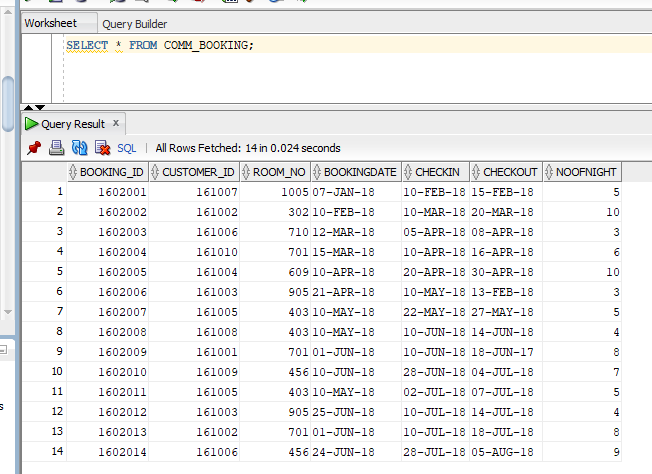 Worksheet Query Builder
SELECT * FROM COMM_BOOKING;
Query Result x
SQL | All Rows Fetched: 14 in 0.024 seconds
BOOKING_ID CUSTOMER_ID ROOM_NO BOOKINGDATE CHECKIN CHECKOUT NOOFNIGHT
1 1602001 161007 1005 07-JAN-18 10-FEB-18 15-FEB-18 5
2 1602002 161002 302 10-FEB-18 10-MAR-18 20-MAR-18 10
3 1602003 161006 710 12-MAR-18 05-APR-18 08-APR-18 3
4 1602004 161010 701 15-MAR-18 10-APR-18 16-APR-18 6
5 1602005 161004 609 10-APR-18 20-APR-18 30-APR-18 10
6 1602006 161003 905 21-APR-18 10-MAY-18 13-FEB-18 3
7 1602007 161005 403 10-MAY-18 22-MAY-18 27-MAY-18 5
8 1602008 161008 403 10-MAY-18 10-JUN-18 14-JUN-18 4
9 1602009 161001 701 01-JUN-18 10-JUN-18 18-JUN-17 8
10 1602010 161009 456 10-JUN-18 28-JUN-18 04-JUL-18 7
11 1602011 161005 403 10-MAY-18 02-JUL-18 07-JUL-18 5
12 1602012 161003 905 25-JUN-18 10-JUL-18 14-JUL-18 4
13 1602013 161002 701 01-JUN-18 10-JUL-18 18-JUL-18 8
14 1602014 161006 456 24-JUN-18 28-JUL-18 05-AUG-18 9